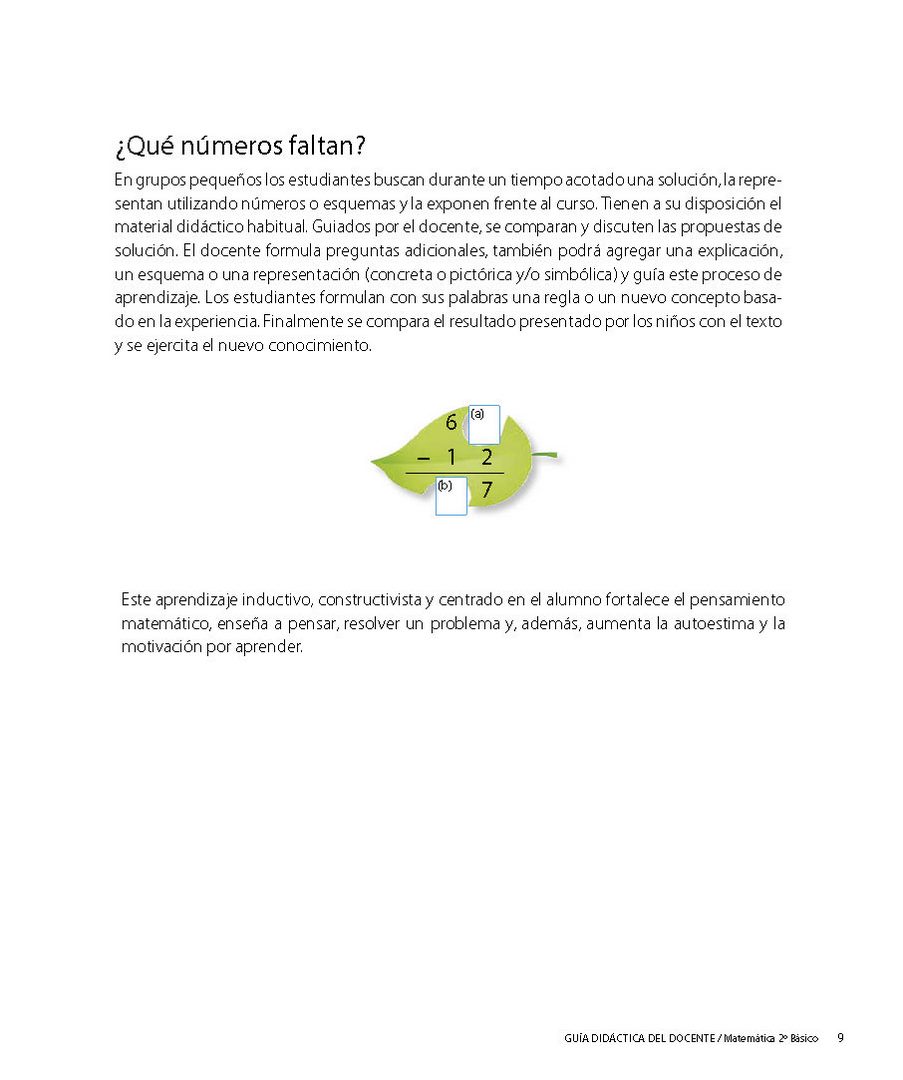 ¿Qué números faltan?
En grupos pequeños los estudiantes buscan durante un tiempo acotado una solución, la repre-
sentan utilizando números o esquemas y la exponen frente al curso. Tienen a su disposición el
material didáctico habitual. Guiados por el docente, se comparan y discuten las propuestas de
solución. El docente formula preguntas adicionales, también podrá agregar una explicación,
un esquema o una representación (concreta o pictórica y/o simbólica) y guía este proceso de
aprendizaje. Los estudiantes formulan con sus palabras una regla o un nuevo concepto basa-
do en la experiencia. Finalmente se compara el resultado presentado por los niños con el texto
y se ejercita el nuevo conocimiento.
6 (a)
– 1 2
(b) 7
Este aprendizaje inductivo, constructivista y centrado en el alumno fortalece el pensamiento
matemático, enseña a pensar, resolver un problema y, además, aumenta la autoestima y la
motivación por aprender.
GUÍA DIDÁCTICA DEL DOCENTE / Matemática 2º Básico 9